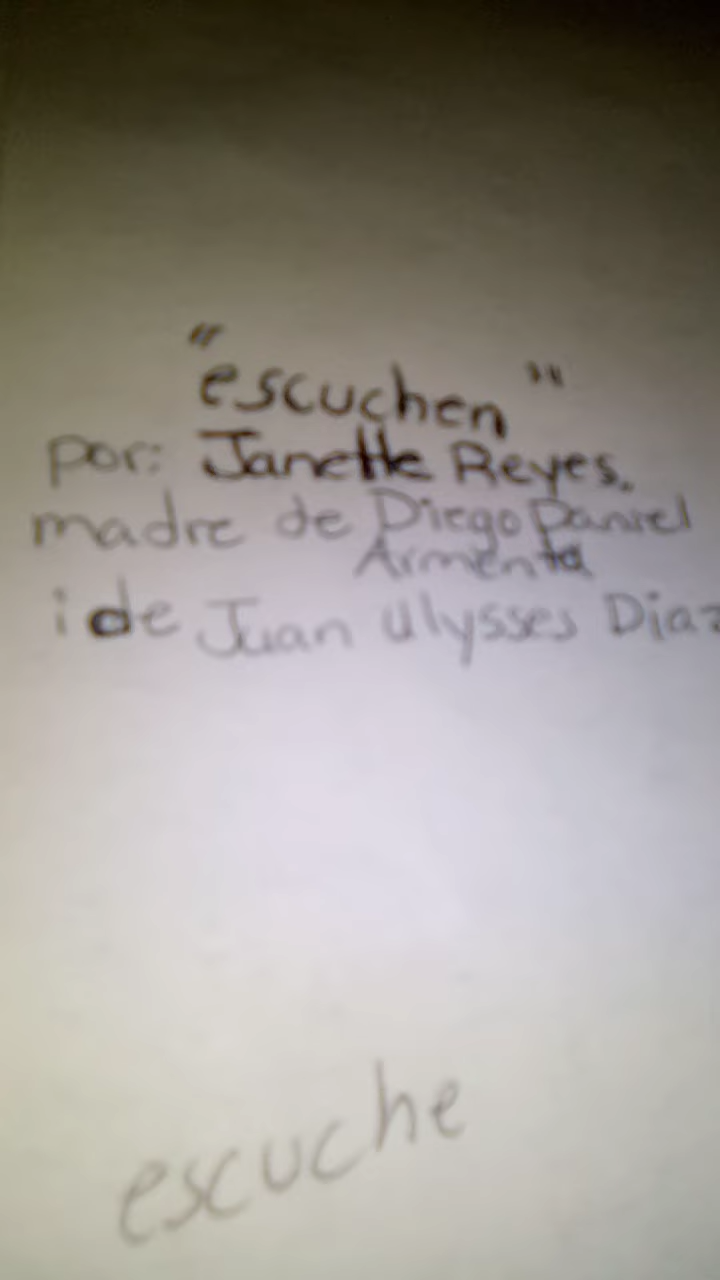 "escuchen"
por: Janette Reyes.
madre de Diego Daniel
Armenta
i de Juan Ulysses Diaz
escuche